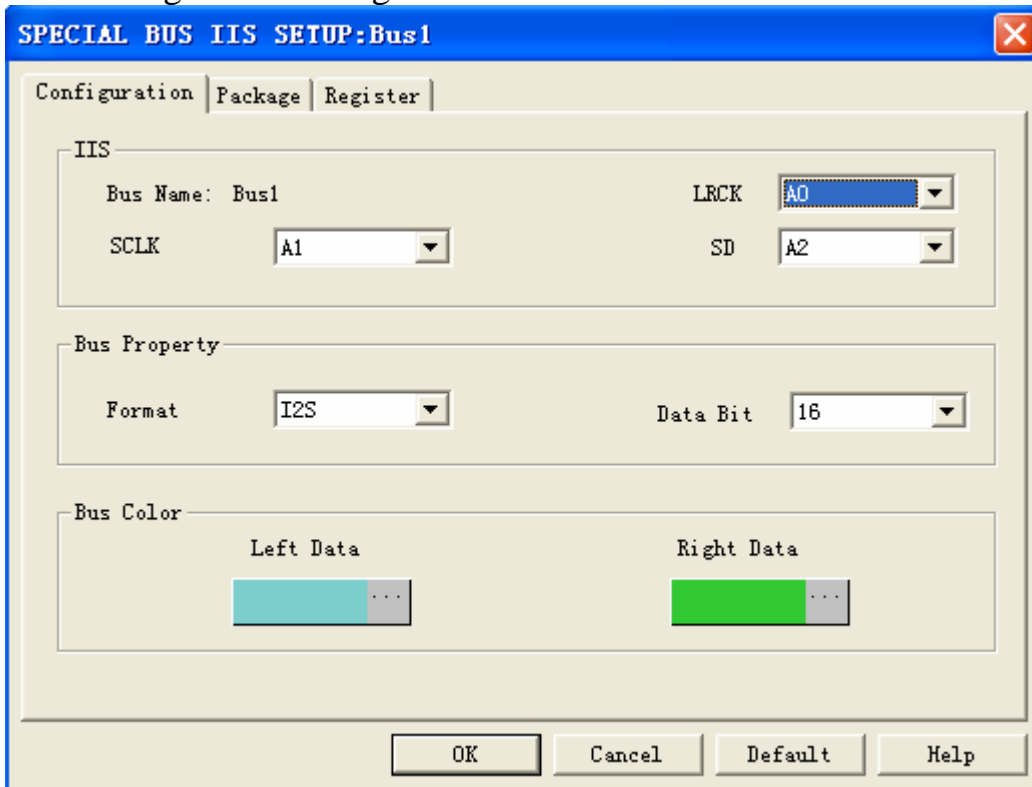 SPECIAL BUS IIS SETUP:Bus1
Configuration Package Register
IIS
Bus Name: Bus1 LRCK A0
SCLK A1 SD A2
Bus Property
Format I2S Data Bit 16
Bus Color
Left Data Right Data
... ...
OK Cancel Default Help